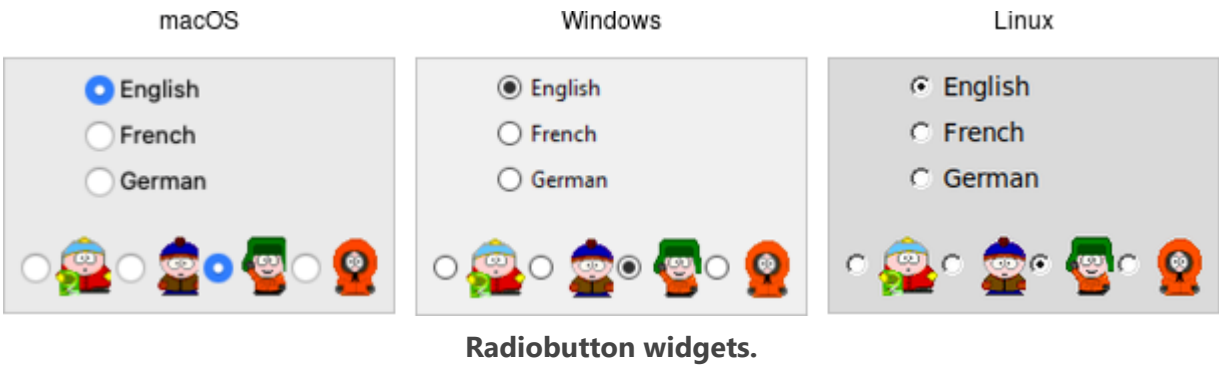 macOS Windows Linux
English English English
French French French
German German German
Radiobutton widgets.